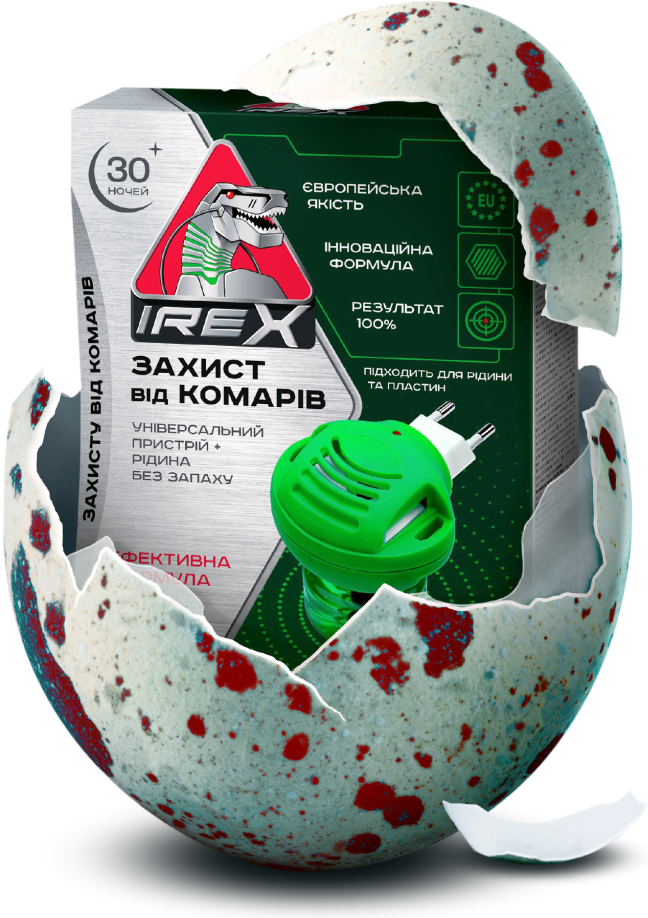 30+
НОЧЕЙ
IREX
ЗАХИСТ
ВІД КОМАРІВ
УНІВЕРСАЛЬНИЙ
ПРИСТРІЙ +
РІДИНА
БЕЗ ЗАПАХУ
ЄВРОПЕЙСЬКА
ЯКІСТЬ
EU
ІННОВАЦІЙНА
ФОРМУЛА
РЕЗУЛЬТАТ
100%
ПІДХОДИТЬ ДЛЯ РІДИНИ
ТА ПЛАСТИН
ЗАХИСТУ ВІД КОМАРІВ